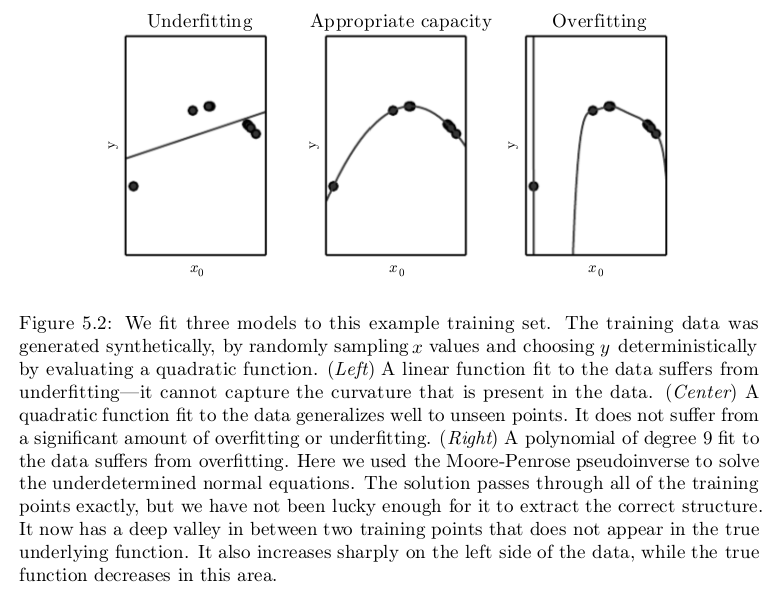 Underfitting
Appropriate capacity
Overfitting
y
y
y
x0
x0
x0
Figure 5.2: We fit three models to this example training set. The training data was
generated synthetically, by randomly sampling x values and choosing y deterministically
by evaluating a quadratic function. (Left) A linear function fit to the data suffers from
underfitting—it cannot capture the curvature that is present in the data. (Center) A
quadratic function fit to the data generalizes well to unseen points. It does not suffer from
a significant amount of overfitting or underfitting. (Right) A polynomial of degree 9 fit to
the data suffers from overfitting. Here we used the Moore-Penrose pseudoinverse to solve
the underdetermined normal equations. The solution passes through all of the training
points exactly, but we have not been lucky enough for it to extract the correct structure.
It now has a deep valley in between two training points that does not appear in the true
underlying function. It also increases sharply on the left side of the data, while the true
function decreases in this area.